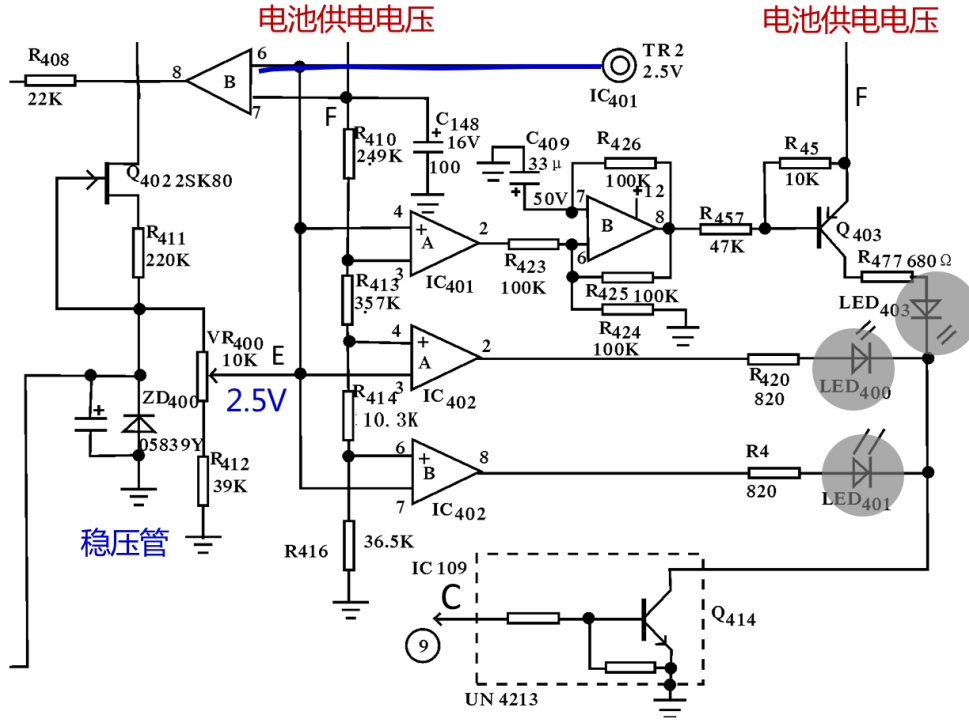 电池供电电压
电池供电电压
R408
22K
8
B
6
7
TR 2
2.5V
IC401
F
F
R410
249K
C148
+
16V
100
C409
33 μ
+
50V
R426
100K
+12
7
B
8
6
R45
10K
Q403
R457
47K
Q402 2SK80
R411
220K
4
+
A
2
3
IC401
R423
100K
R425 100K
R424
100K
R477 680 Ω
LED403
R413
357K
VR400
10K
E
2.5V
4
+
A
2
3
IC402
R420
820
LED400
ZD400
+
05839Y
R414
10.3K
R412
39K
6
+
B
8
7
IC402
R4
820
LED401
稳压管
R416
36.5K
IC 109
C
9
Q414
UN 4213